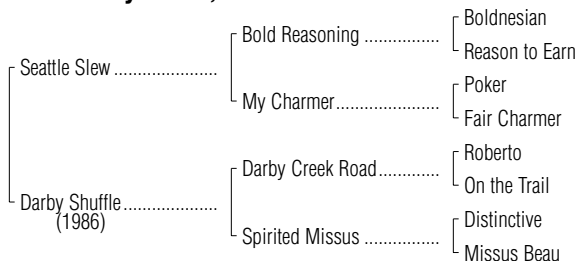 Boldnesian
Bold Reasoning ................
Reason to Earn
Seattle Slew ......................
Poker
My Charmer......................
Fair Charmer
Roberto
Darby Creek Road.............
On the Trail
Darby Shuffle....................
(1986)
Distinctive
Spirited Missus ................
Missus Beau